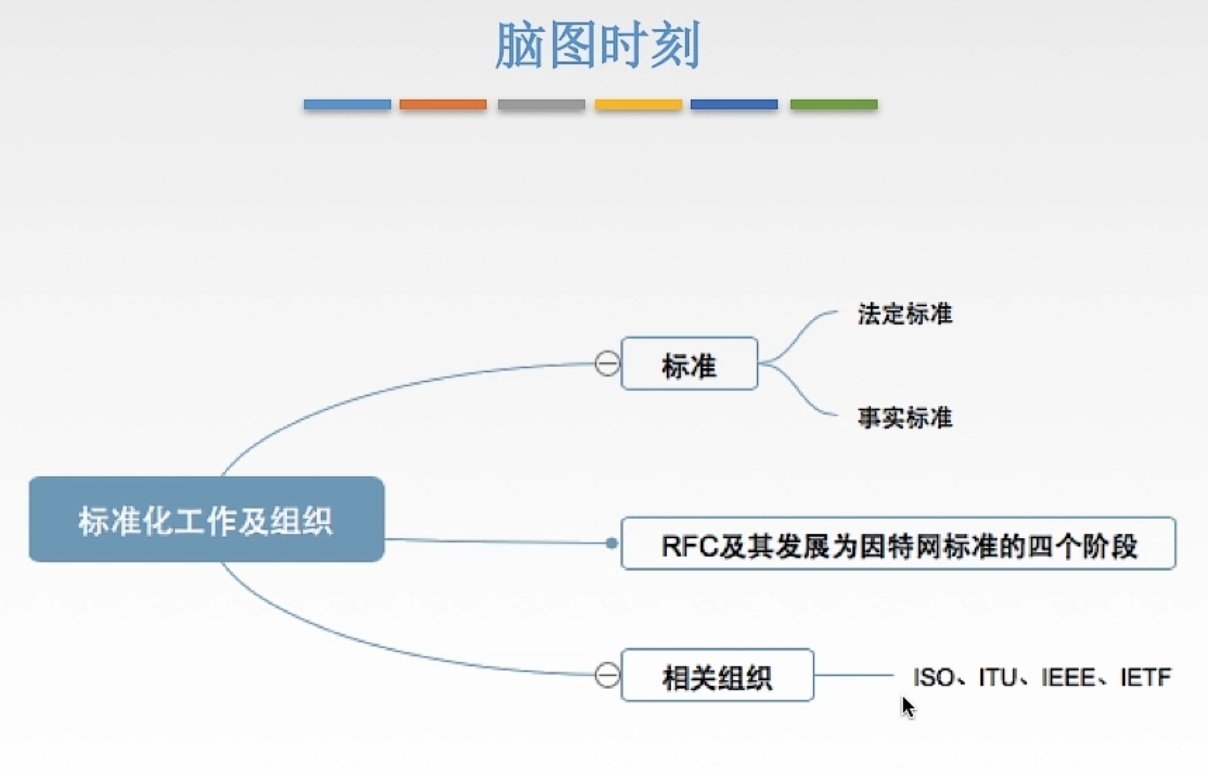 脑图时刻
法定标准
标准
事实标准
标准化工作及组织
RFC及其发展为因特网标准的四个阶段
相关组织
ISO、ITU、IEEE、IETF